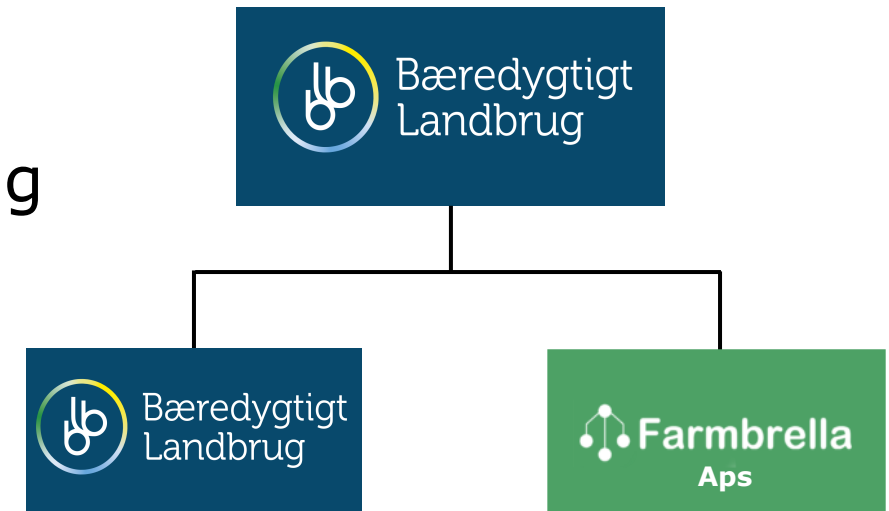 Bæredygtigt
Landbrug
g
Bæredygtigt
Landbrug
Farmbrella
Aps